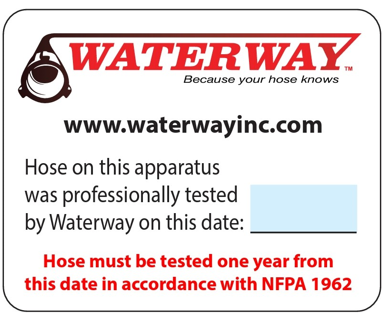 WATERWAY™
Because your hose knows
www.waterwayinc.com
Hose on this apparatus
was professionally tested
by Waterway on this date:
Hose must be tested one year from
this date in accordance with NFPA 1962